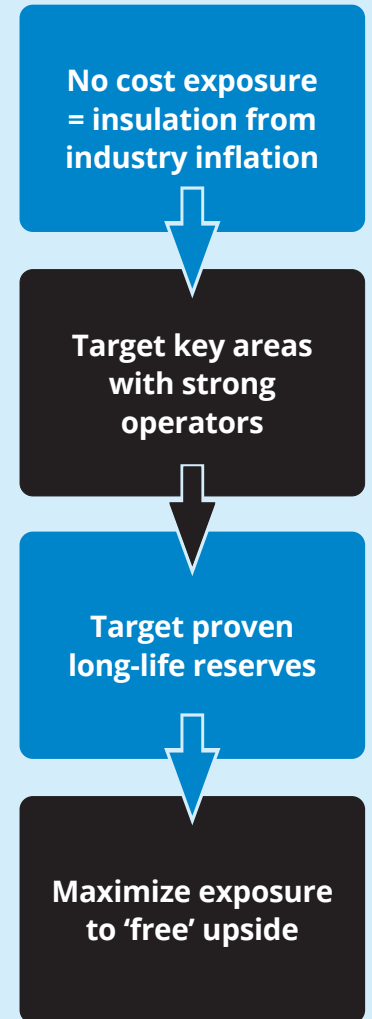 No cost exposure
= insulation from
industry inflation
Target key areas
with strong
operators
Target proven
long-life reserves
Maximize exposure
to ‘free’ upside